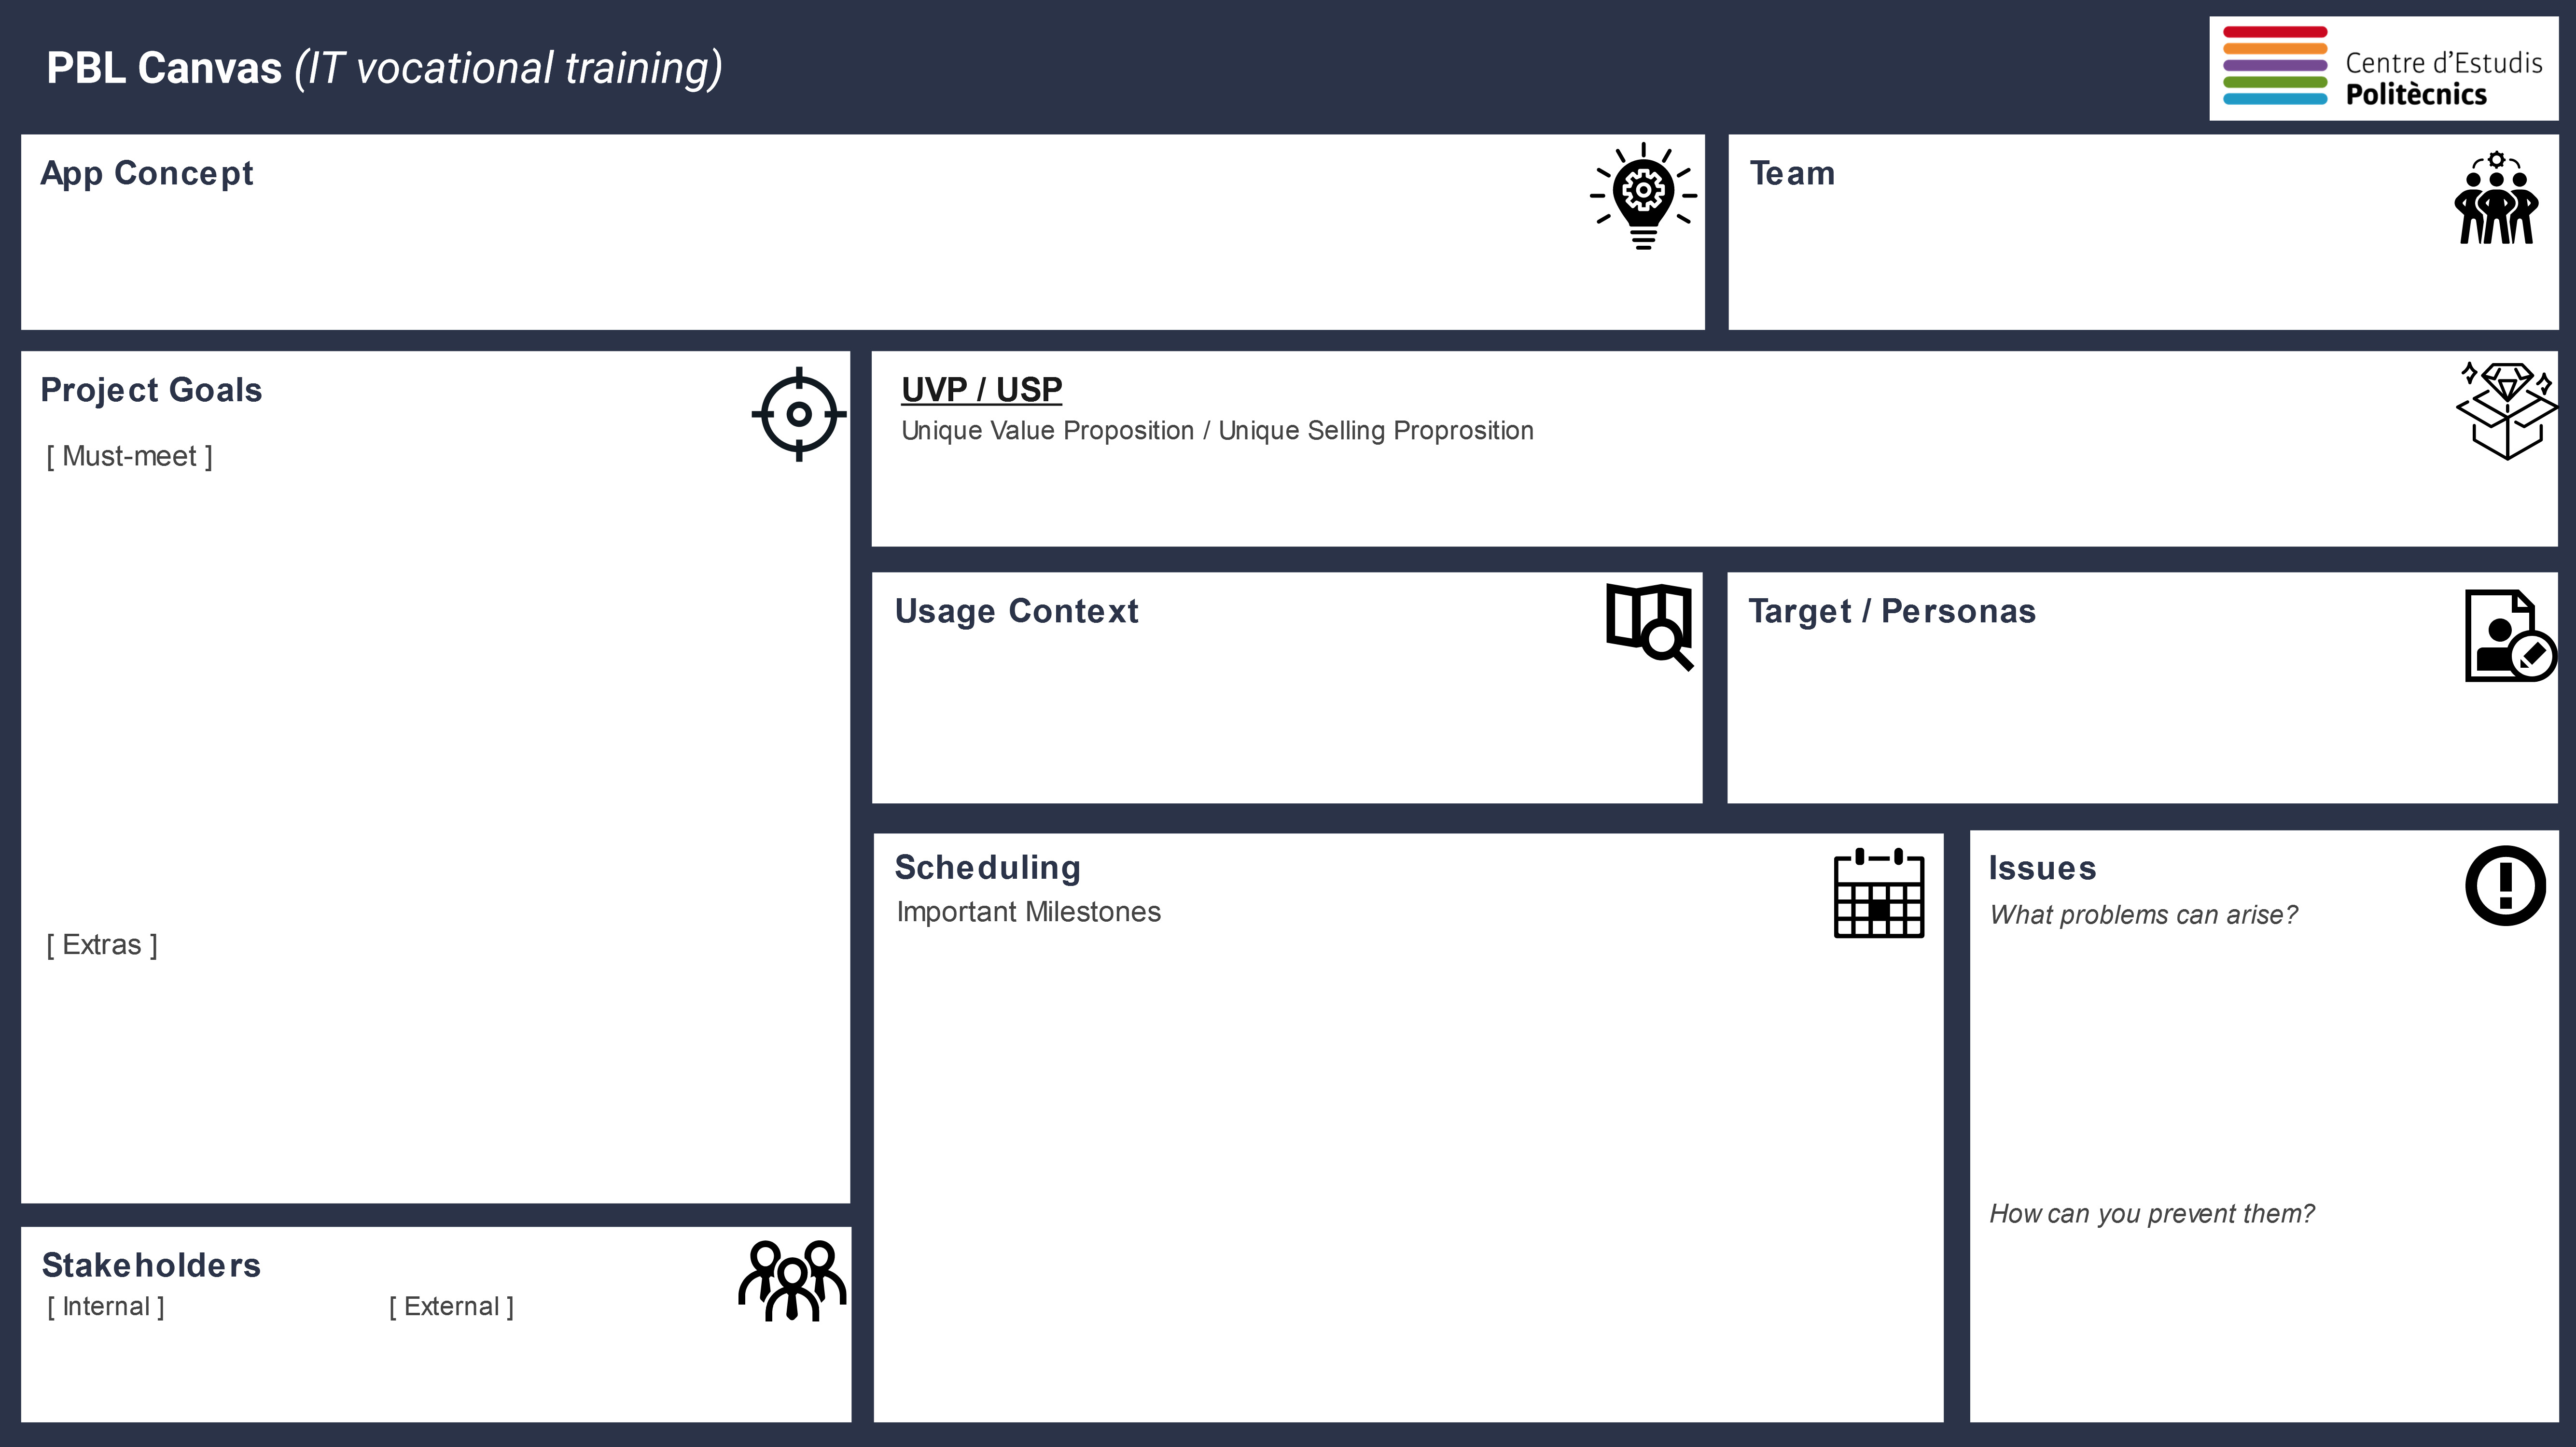 PBL Canvas (IT vocational training)
Centre d'Estudis
Politècnics
App Concept
Team
Project Goals
[ Must-meet ]
[ Extras ]
UVP / USP
Unique Value Proposition / Unique Selling Proprosition
Usage Context
Target / Personas
Scheduling
Important Milestones
Issues
What problems can arise?
How can you prevent them?
Stakeholders
[ Internal ]
[ External ]